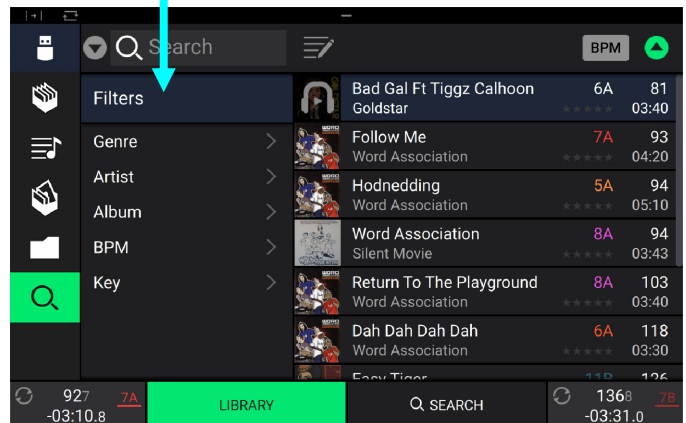 Search
BPM
Filters
Genre
Artist
Album
BPM
Key
Bad Gal Ft Tiggz Calhoon 6A 81
Goldstar ★★★★★ 03:40
Follow Me 7A 93
Word Association ★★★★★ 04:20
Hodnedding 5A 94
Word Association ★★★★★ 05:10
Word Association 8A 94
Silent Movie ★★★★★ 03:43
Return To The Playground 8A 103
Word Association ★★★★★ 03:40
Dah Dah Dah Dah 6A 118
Word Association ★★★★★ 03:30
Easy Tiger 11B 126
927 7A
-03:10.8
LIBRARY
SEARCH
1368 7B
-03:31.0